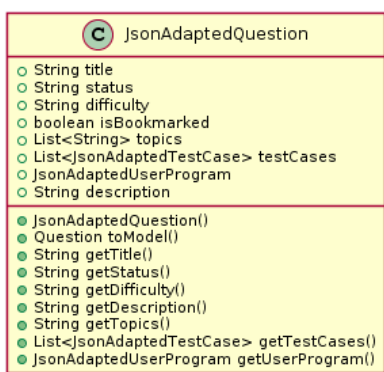 C JsonAdaptedQuestion
String title
String status
String difficulty
boolean isBookmarked
List<String> topics
List<JsonAdaptedTestCase> testCases
JsonAdaptedUserProgram
String description
JsonAdaptedQuestion()
Question toModel()
String getTitle()
String getStatus()
String getDifficulty()
String getDescription()
String getTopics()
List<JsonAdaptedTestCase> getTestCases()
JsonAdaptedUserProgram getUserProgram()